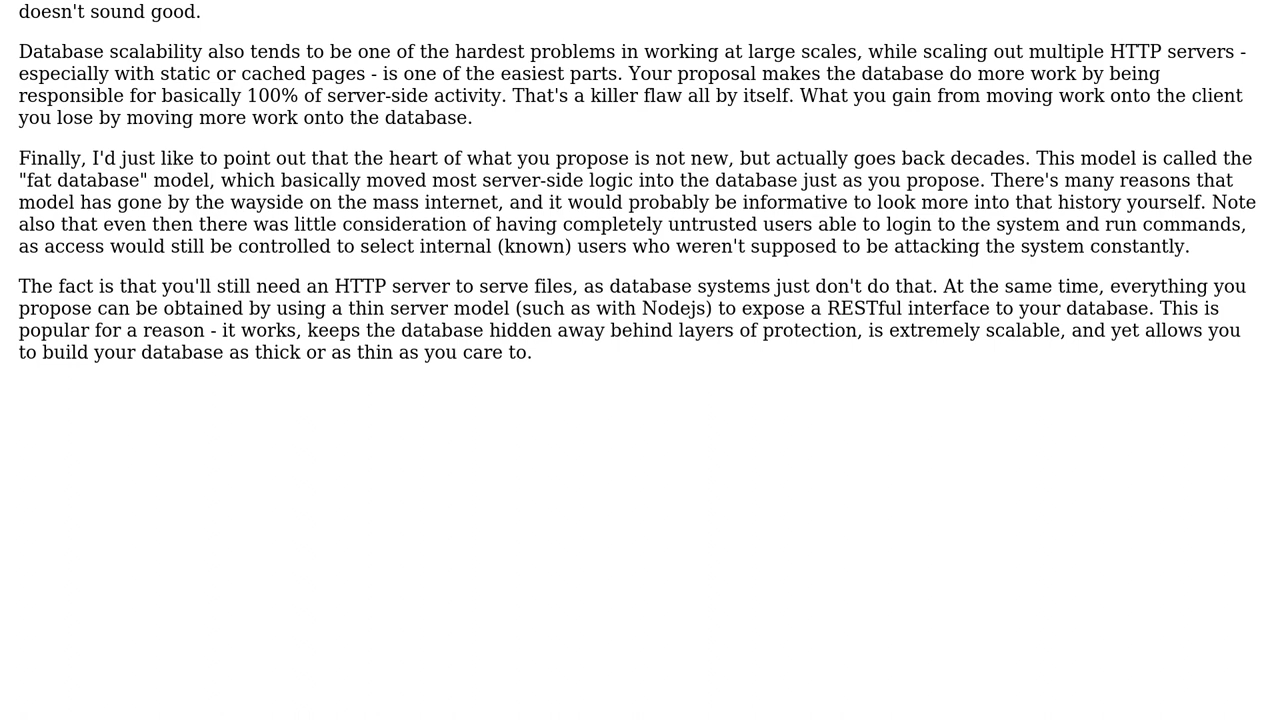 doesn't sound good.
Database scalability also tends to be one of the hardest problems in working at large scales, while scaling out multiple HTTP servers -
especially with static or cached pages - is one of the easiest parts. Your proposal makes the database do more work by being
responsible for basically 100% of server-side activity. That's a killer flaw all by itself. What you gain from moving work onto the client
you lose by moving more work onto the database.
Finally, I'd just like to point out that the heart of what you propose is not new, but actually goes back decades. This model is called the
"fat database" model, which basically moved most server-side logic into the database just as you propose. There's many reasons that
model has gone by the wayside on the mass internet, and it would probably be informative to look more into that history yourself. Note
also that even then there was little consideration of having completely untrusted users able to login to the system and run commands,
as access would still be controlled to select internal (known) users who weren't supposed to be attacking the system constantly.
The fact is that you'll still need an HTTP server to serve files, as database systems just don't do that. At the same time, everything you
propose can be obtained by using a thin server model (such as with Nodejs) to expose a RESTful interface to your database. This is
popular for a reason - it works, keeps the database hidden away behind layers of protection, is extremely scalable, and yet allows you
to build your database as thick or as thin as you care to.